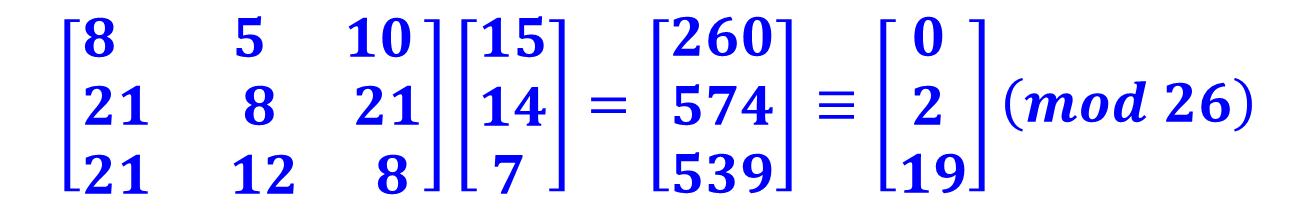 [8 5 10] [15] [260] [0]
[21 8 21] [14] = [574] ≡ [2] (mod 26)
[21 12 8] [7] [539] [19]